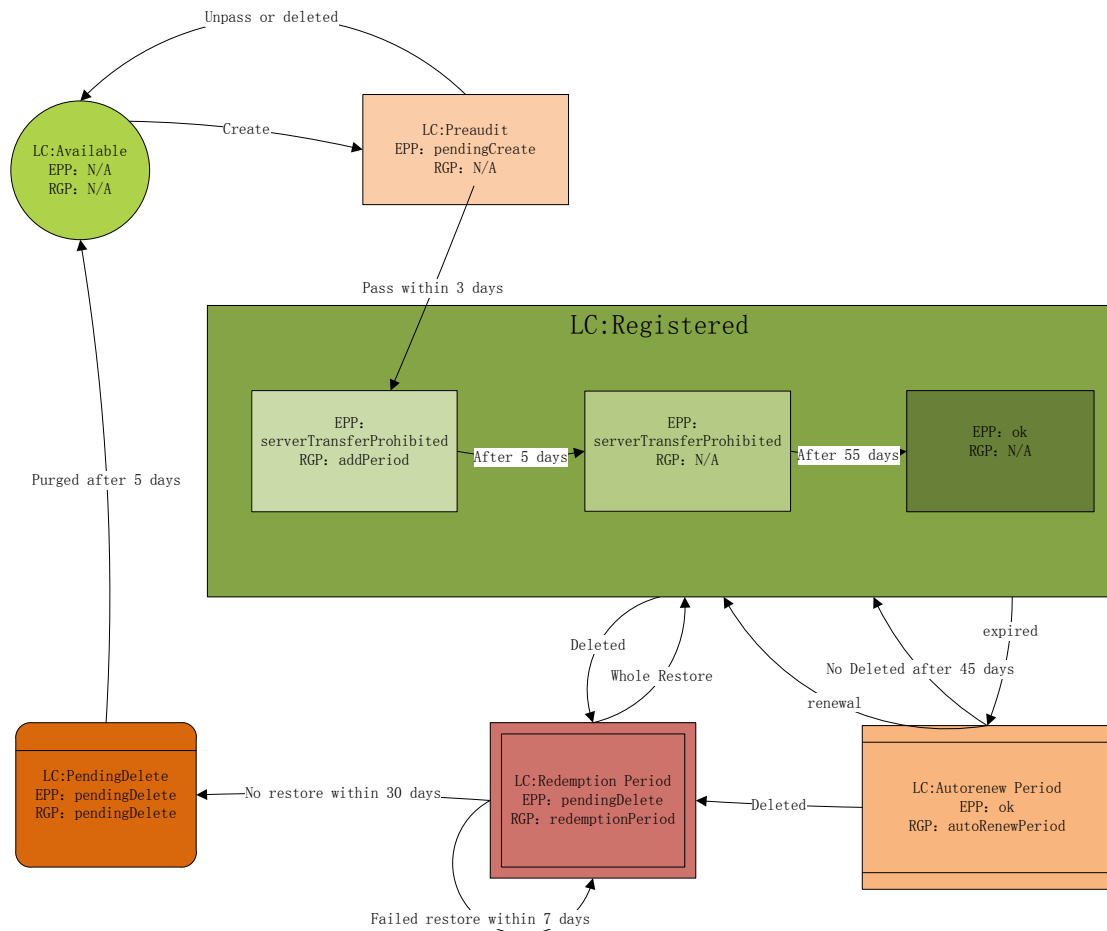 Unpass or deleted
LC:Available
EPP: N/A
RGP: N/A
Create
LC:Preaudit
EPP: pendingCreate
RGP: N/A
Pass within 3 days
LC:Registered
EPP:
serverTransferProhibited
RGP: addPeriod
After 5 days
EPP:
serverTransferProhibited
RGP: N/A
After 55 days
EPP: ok
RGP: N/A
Purged after 5 days
Deleted
Whole Restore
expired
No Deleted after 45 days
renewal
LC:PendingDelete
EPP: pendingDelete
RGP: pendingDelete
No restore within 30 days
LC:Redemption Period
EPP: pendingDelete
RGP: redemptionPeriod
Deleted
LC:Autorenew Period
EPP: ok
RGP: autoRenewPeriod
Failed restore within 7 days